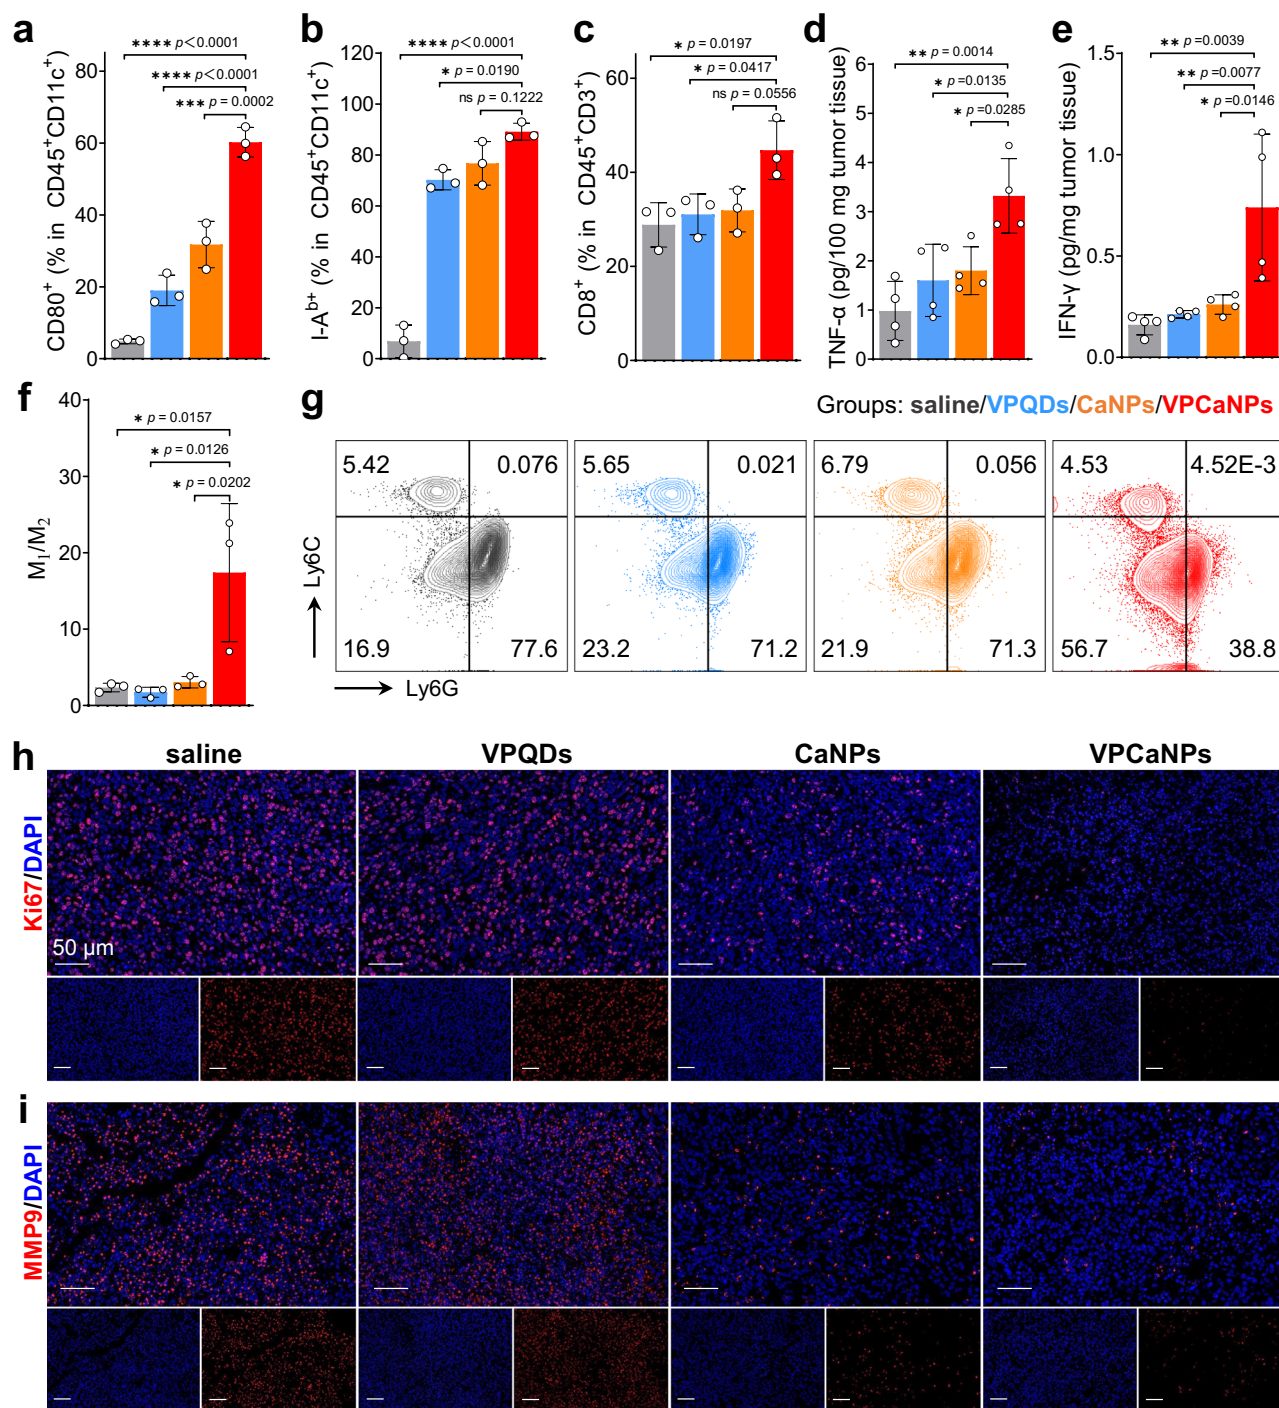 a
**** p<0.0001
**** p<0.0001
*** p = 0.0002
CD80⁺ (% in CD45⁺CD11c⁺)
80
60
40
20
0
b
**** p<0.0001
* p = 0.0190
ns p = 0.1222
I-Aᵇ⁺ (% in CD45⁺CD11c⁺)
120
100
80
60
40
20
0
c
* p = 0.0197
* p = 0.0417
ns p = 0.0556
CD8⁺ (% in CD45⁺CD3⁺)
60
40
20
0
d
** p = 0.0014
* p =0.0135
* p =0.0285
TNF-α (pg/100 mg tumor tissue)
6
5
4
3
2
1
0
e
** p =0.0039
** p =0.0077
* p =0.0146
IFN-γ (pg/mg tumor tissue)
1.5
1.0
0.5
0.0
f
* p = 0.0157
* p = 0.0126
* p = 0.0202
M₁/M₂
40
30
20
10
0
g
Groups: saline/VPQDs/CaNPs/VPCaNPs
5.42 0.076
16.9 77.6
5.65 0.021
23.2 71.2
6.79 0.056
21.9 71.3
4.53 4.52E-3
56.7 38.8
Ly6C
Ly6G
h
saline VPQDs CaNPs VPCaNPs
Ki67/DAPI
50 μm
i
MMP9/DAPI